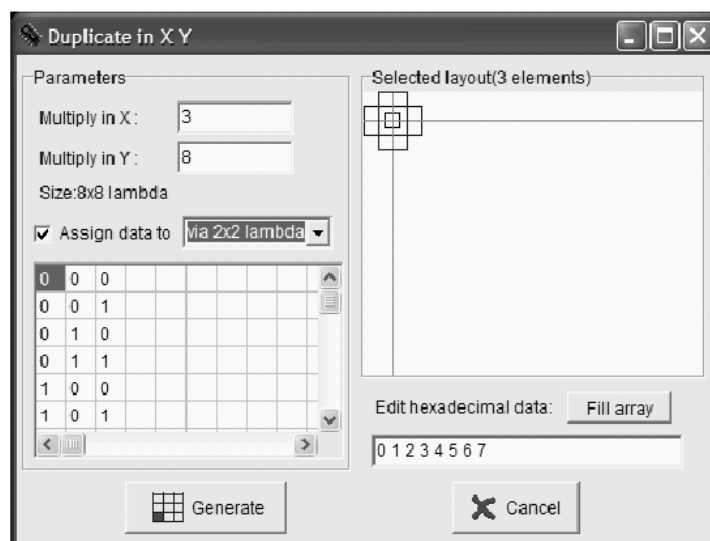 Duplicate in X Y
Parameters
Multiply in X : 3
Multiply in Y : 8
Size:8x8 lambda
Assign data to via 2x2 lambda
0 0 0
0 0 1
0 1 0
0 1 1
1 0 0
1 0 1
Generate
Selected layout(3 elements)
Edit hexadecimal data: Fill array
0 1 2 3 4 5 6 7
Cancel